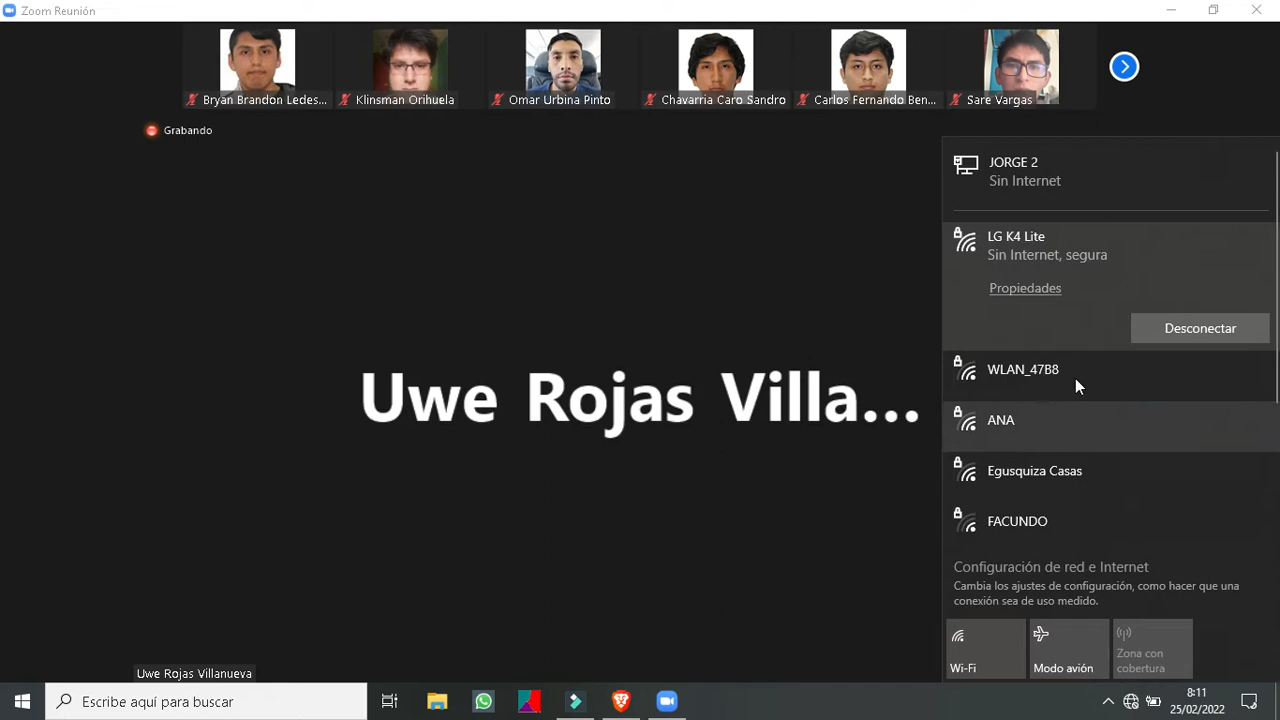 Zoom Reunión
Bryan Brandon Ledes...
Klinsman Orihuela
Omar Urbina Pinto
Chavarria Caro Sandro
Carlos Fernando Ben...
Sare Vargas
Grabando
JORGE 2
Sin Internet
LG K4 Lite
Sin Internet, segura
Propiedades
Desconectar
WLAN_47B8
ANA
Egusquiza Casas
FACUNDO
Uwe Rojas Villa...
Configuración de red e Internet
Cambia los ajustes de configuración, como hacer que una
conexión sea de uso medido.
Wi-Fi
Modo avión
Zona con
cobertura
Uwe Rojas Villanueva
Escribe aquí para buscar
8:11
25/02/2022